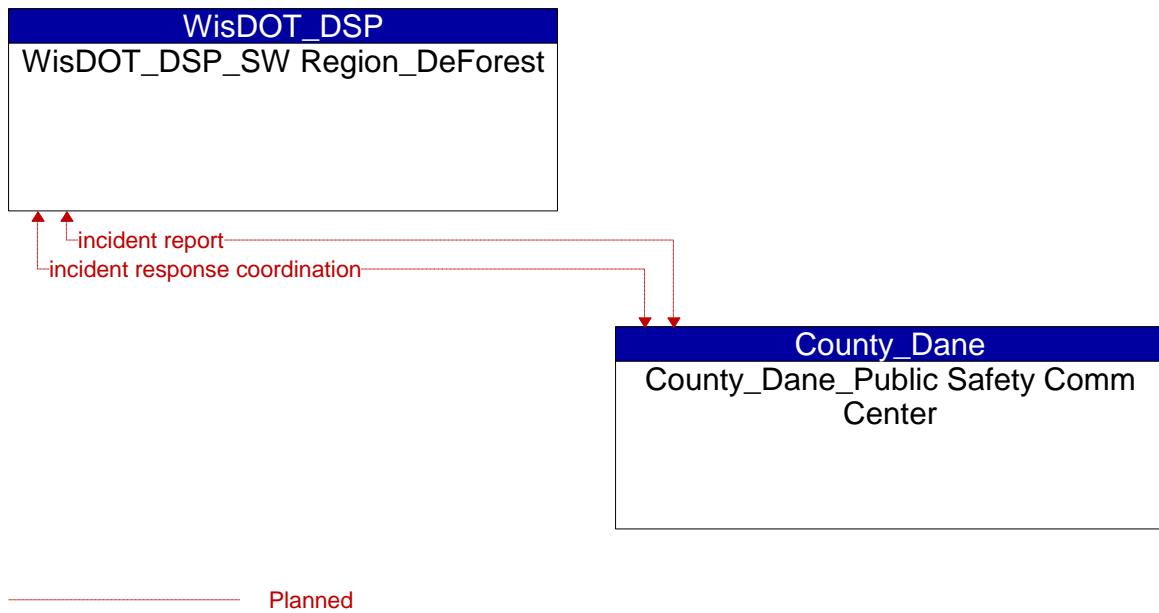 WisDOT_DSP
WisDOT_DSP_SW Region_DeForest
incident report
incident response coordination
County_Dane
County_Dane_Public Safety Comm
Center
Planned